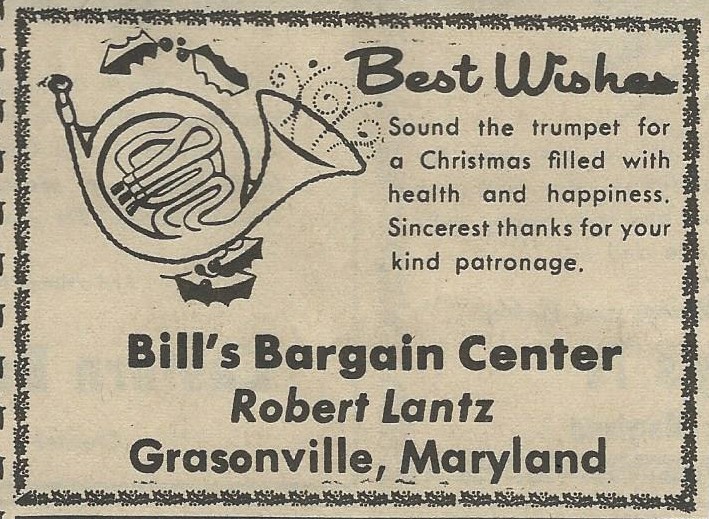 Best Wishes
Sound the trumpet for
a Christmas filled with
health and happiness.
Sincerest thanks for your
kind patronage.
Bill's Bargain Center
Robert Lantz
Grasonville, Maryland